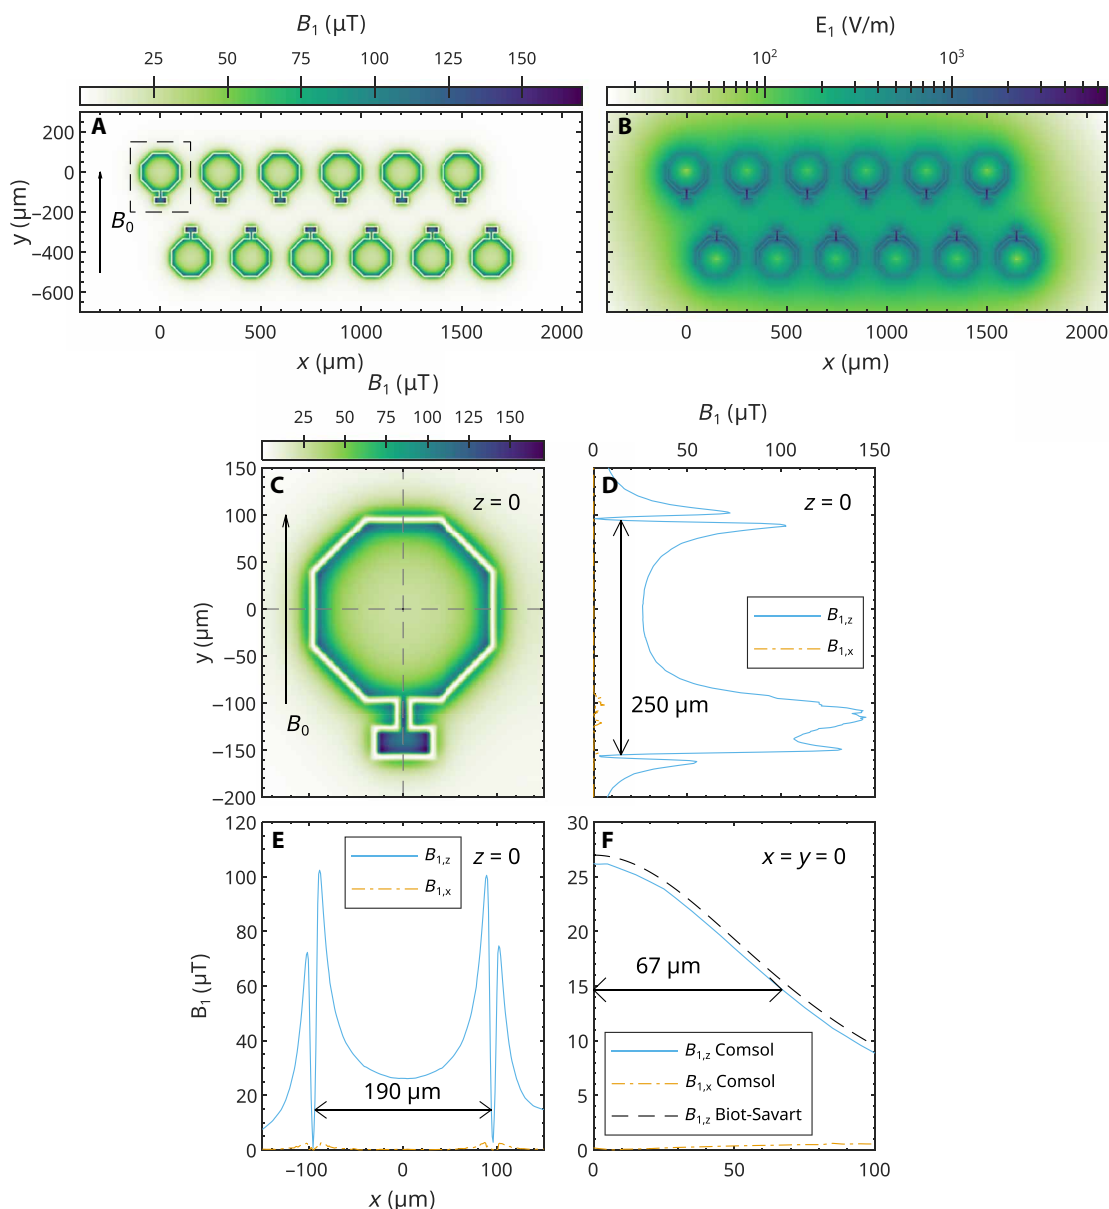 B1 (μT)
25 50 75 100 125 150
E1 (V/m)
10² 10³
A
200
0
−200
−400
−600
y (μm)
B0
0 500 1000 1500 2000
x (μm)
B
0 500 1000 1500 2000
x (μm)
B1 (μT)
25 50 75 100 125 150
C
z = 0
150
100
50
0
−50
−100
−150
−200
y (μm)
B0
B1 (μT)
0 50 100 150
D
z = 0
B1,z
B1,x
250 μm
E
z = 0
B1,z
B1,x
120
100
80
60
40
20
0
B1 (μT)
190 μm
−100 0 100
x (μm)
F
x = y = 0
30
25
20
15
10
5
0
67 μm
B1,z Comsol
B1,x Comsol
B1,z Biot-Savart
0 50 100